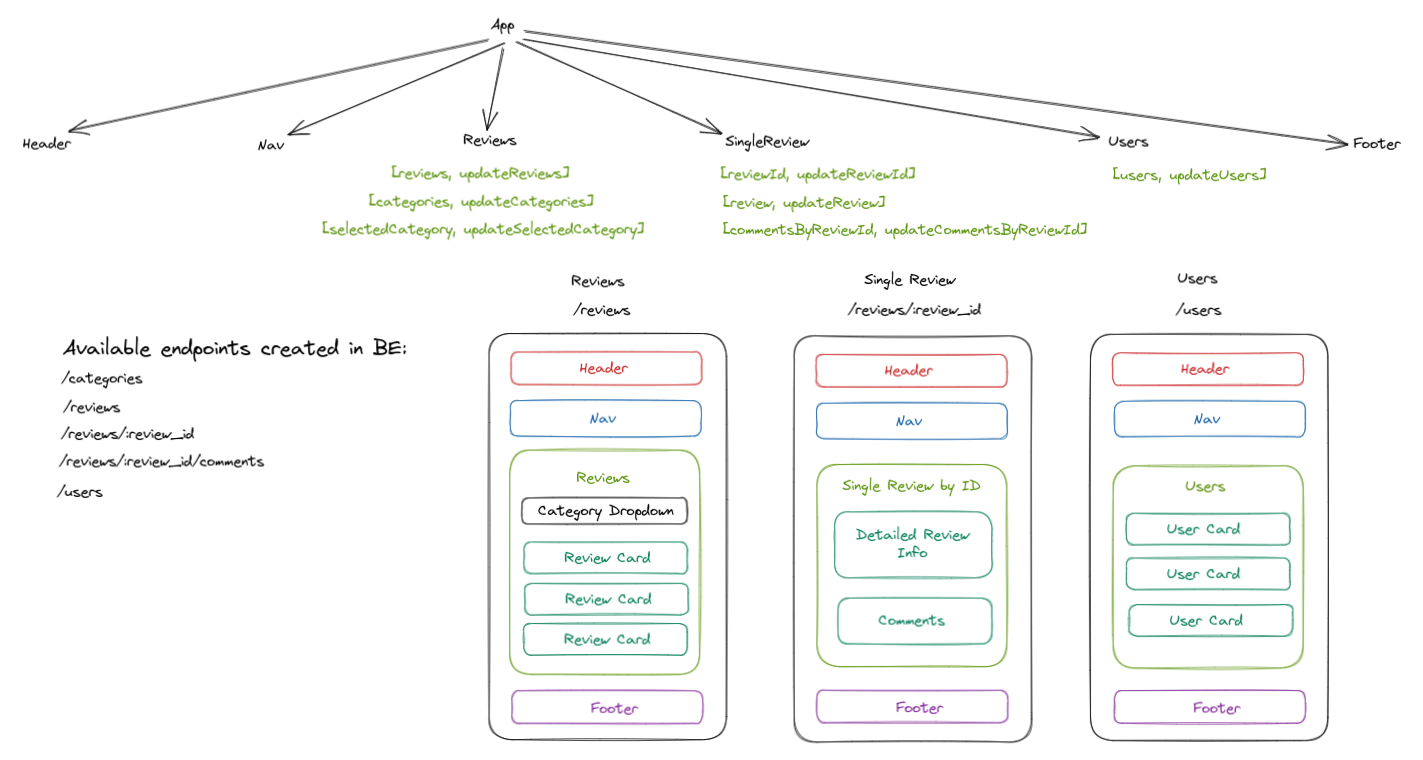 App
Header
Nav
Reviews
[reviews, updateReviews]
[categories, updateCategories]
[selectedCategory, updateSelectedCategory]
SingleReview
[reviewId, updateReviewId]
[review, updateReview]
[commentsByReviewId, updateCommentsByReviewId]
Users
[users, updateUsers]
Footer
Available endpoints created in BE:
/categories
/reviews
/reviews/:review_id
/reviews/:review_id/comments
/users
Reviews
/reviews
Header
Nav
Reviews
Category Dropdown
Review Card
Review Card
Review Card
Footer
Single Review
/reviews/:review_id
Header
Nav
Single Review by ID
Detailed Review
Info
Comments
Footer
Users
/users
Header
Nav
Users
User Card
User Card
User Card
Footer